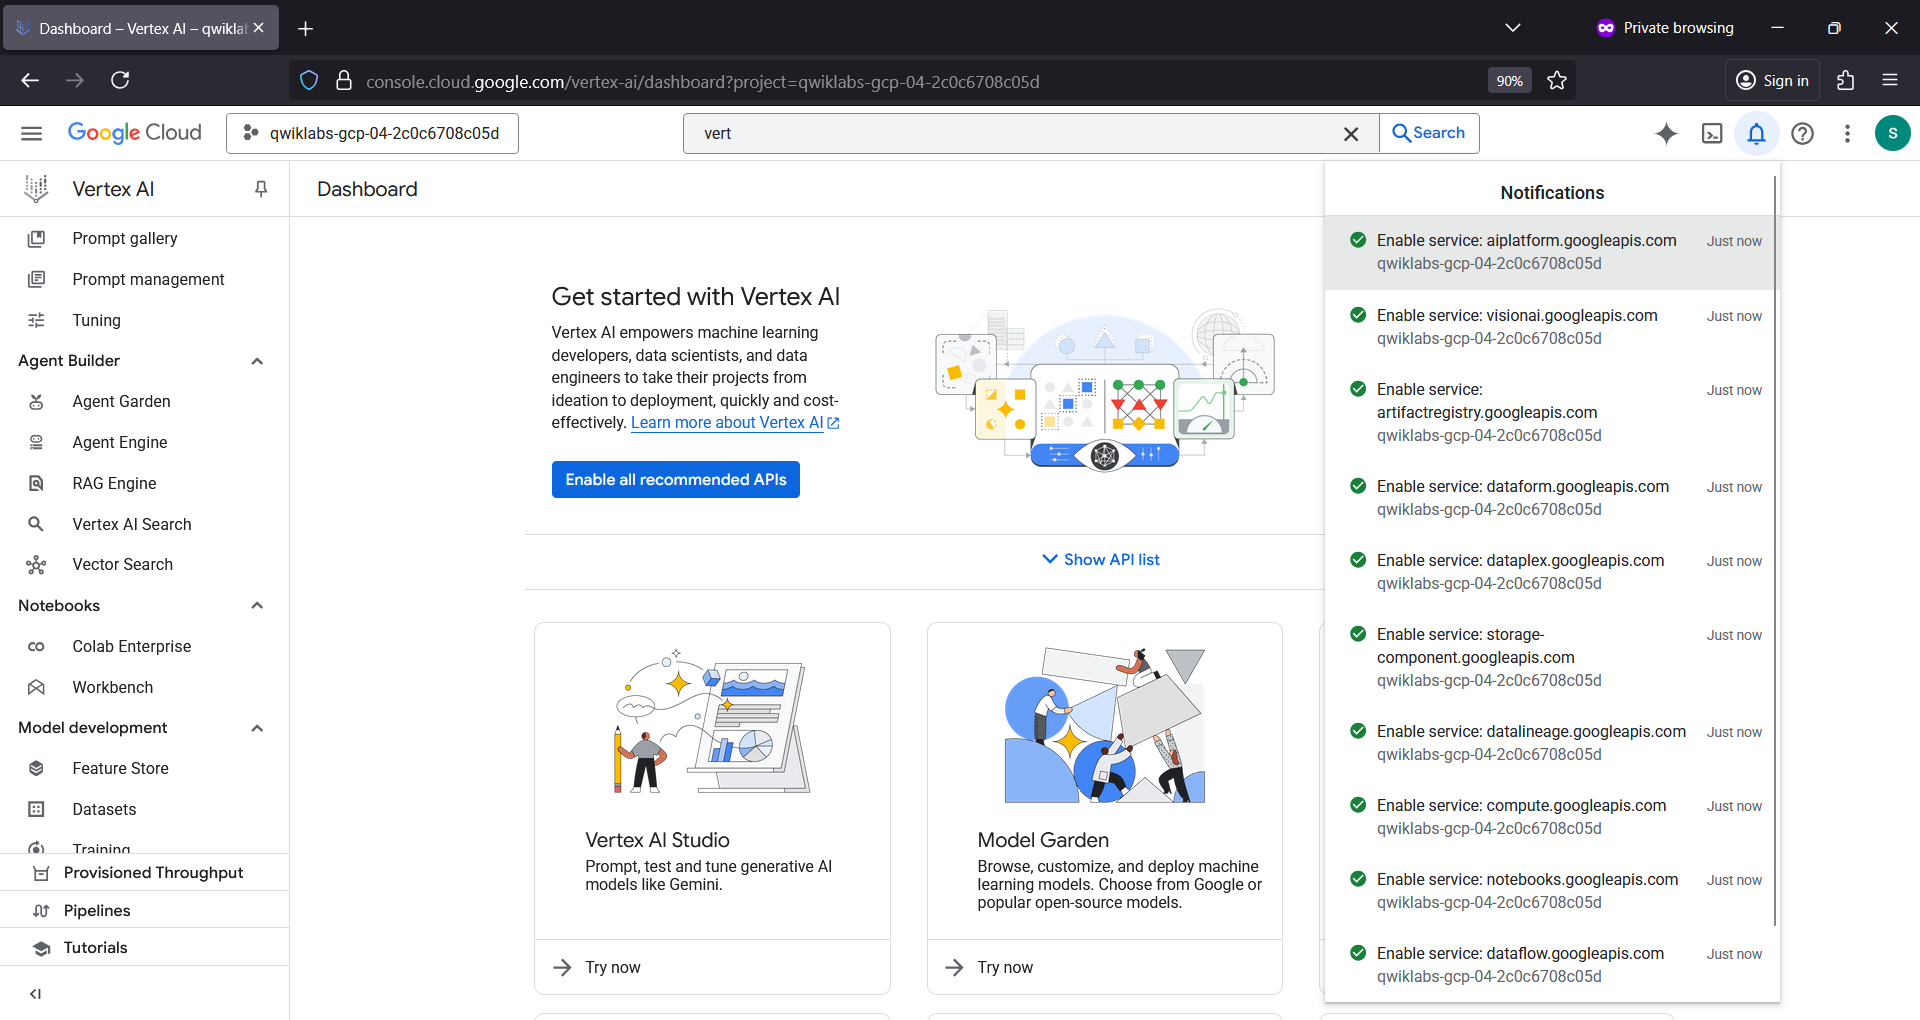 Dashboard – Vertex AI – qwikla
Private browsing
console.cloud.google.com/vertex-ai/dashboard?project=qwiklabs-gcp-04-2c0c6708c05d
90%
Sign in
Google Cloud
qwiklabs-gcp-04-2c0c6708c05d
vert
Search
S
Vertex AI
Prompt gallery
Prompt management
Tuning
Agent Builder
Agent Garden
Agent Engine
RAG Engine
Vertex AI Search
Vector Search
Notebooks
Colab Enterprise
Workbench
Model development
Feature Store
Datasets
Training
Provisioned Throughput
Pipelines
Tutorials
Dashboard
Get started with Vertex AI
Vertex AI empowers machine learning
developers, data scientists, and data
engineers to take their projects from
ideation to deployment, quickly and cost-
effectively. Learn more about Vertex AI
Enable all recommended APIs
Show API list
Vertex AI Studio
Prompt, test and tune generative AI
models like Gemini.
Try now
Model Garden
Browse, customize, and deploy machine
learning models. Choose from Google or
popular open-source models.
Try now
Notifications
Enable service: aiplatform.googleapis.com Just now
qwiklabs-gcp-04-2c0c6708c05d
Enable service: visionai.googleapis.com Just now
qwiklabs-gcp-04-2c0c6708c05d
Enable service: Just now
artifactregistry.googleapis.com
qwiklabs-gcp-04-2c0c6708c05d
Enable service: dataform.googleapis.com Just now
qwiklabs-gcp-04-2c0c6708c05d
Enable service: dataplex.googleapis.com Just now
qwiklabs-gcp-04-2c0c6708c05d
Enable service: storage- Just now
component.googleapis.com
qwiklabs-gcp-04-2c0c6708c05d
Enable service: datalineage.googleapis.com Just now
qwiklabs-gcp-04-2c0c6708c05d
Enable service: compute.googleapis.com Just now
qwiklabs-gcp-04-2c0c6708c05d
Enable service: notebooks.googleapis.com Just now
qwiklabs-gcp-04-2c0c6708c05d
Enable service: dataflow.googleapis.com Just now
qwiklabs-gcp-04-2c0c6708c05d